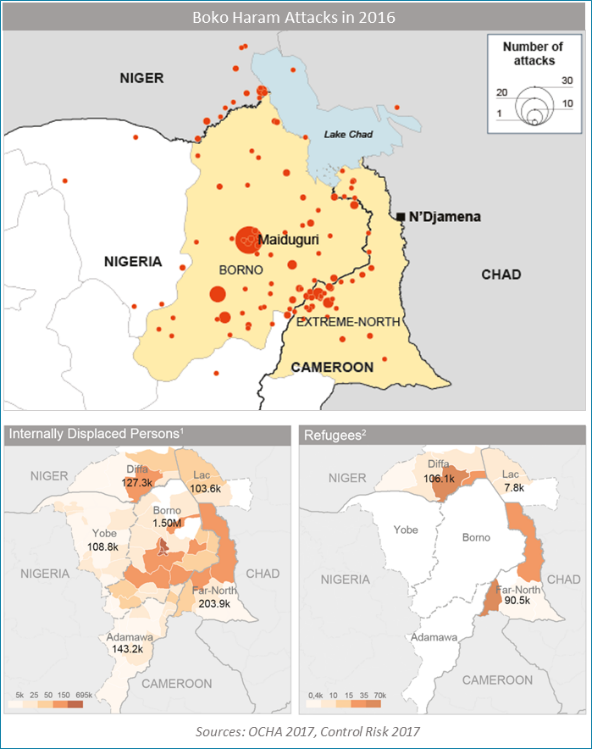 Boko Haram Attacks in 2016
Number of
attacks
30
20
10
1
NIGER
Lake Chad
N'Djamena
Maiduguri
NIGERIA
BORNO
CHAD
EXTREME-NORTH
CAMEROON
Internally Displaced Persons¹
NIGER
Diffa
127.3k
Lac
103.6k
Borno
1.50M
Yobe
108.8k
NIGERIA
CHAD
Far-North
203.9k
Adamawa
143.2k
CAMEROON
5k 25 50 150 695k
Refugees²
NIGER
Diffa
106.1k
Lac
7.8k
Yobe
Borno
NIGERIA
CHAD
Far-North
90.5k
Adamawa
CAMEROON
0,4k 10 15 35 70k
Sources: OCHA 2017, Control Risk 2017